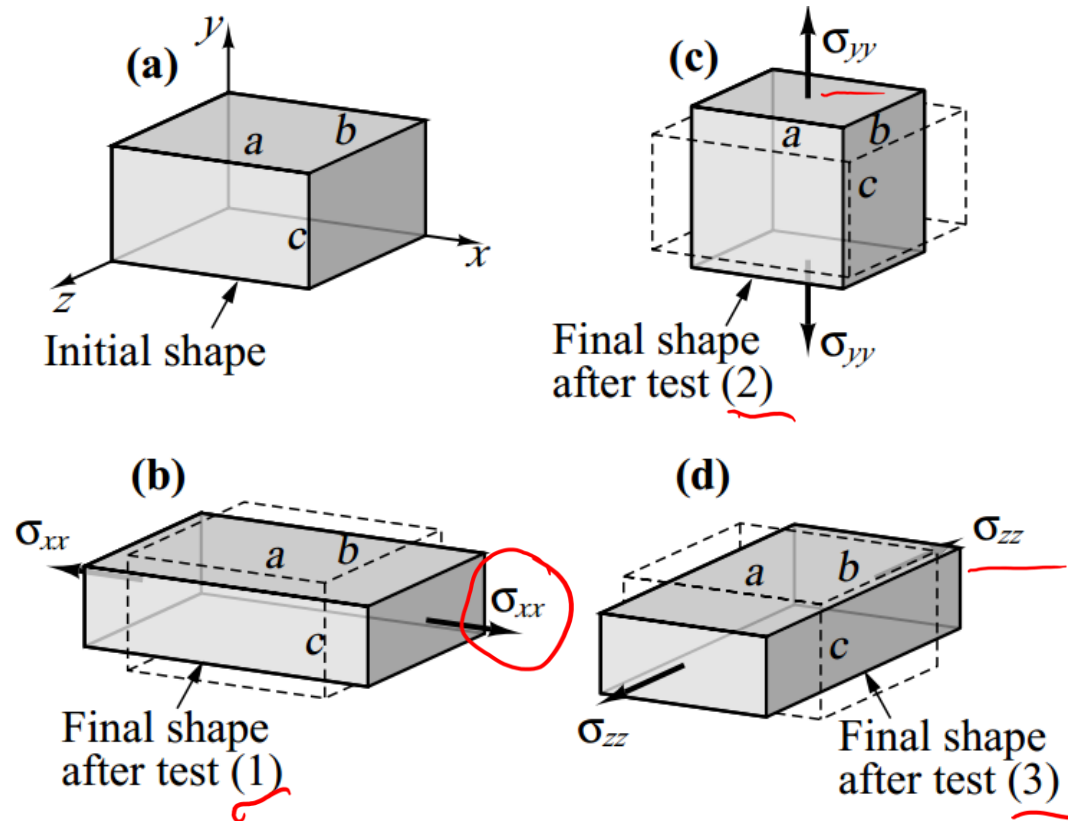 (a)
y
a
b
c
x
z
Initial shape
(c)
σyy
a
b
c
Final shape
after test (2)
σyy
(b)
σxx
a
b
σxx
c
Final shape
after test (1)
(d)
σzz
a
b
c
σzz
Final shape
after test (3)